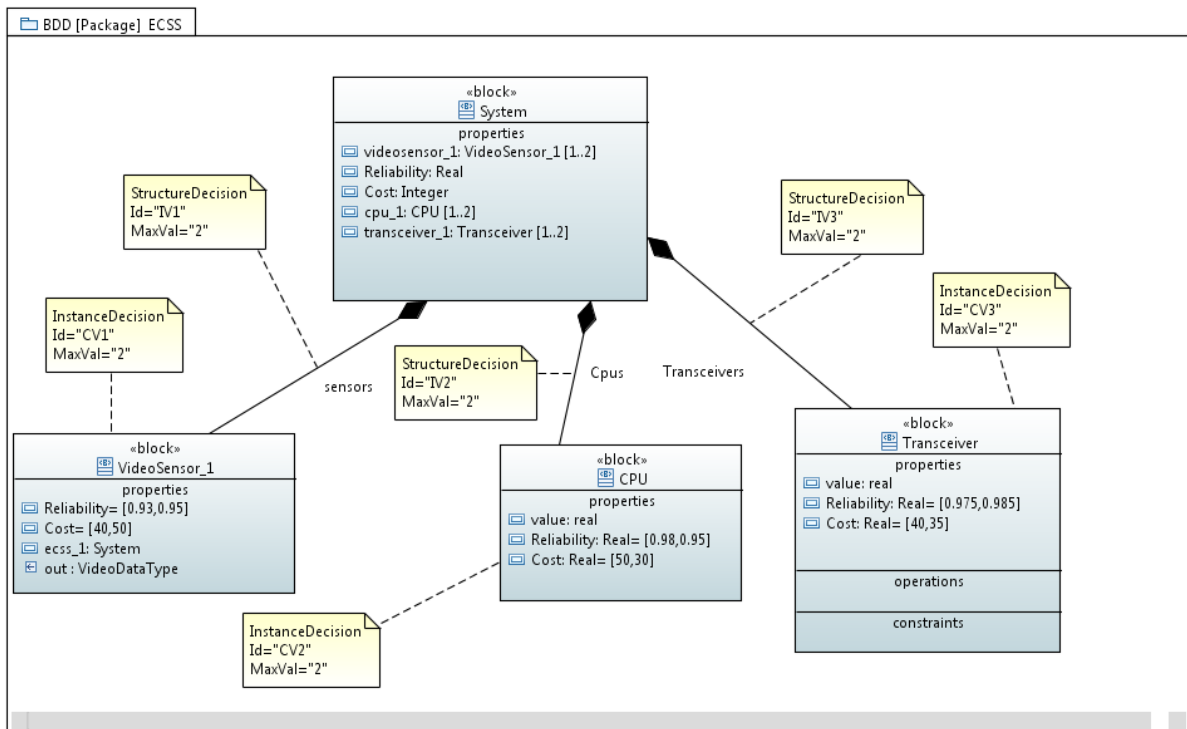 BDD [Package] ECSS
«block»
System
properties
videosensor_1: VideoSensor_1 [1..2]
Reliability: Real
Cost: Integer
cpu_1: CPU [1..2]
transceiver_1: Transceiver [1..2]
StructureDecision
Id="IV1"
MaxVal="2"
StructureDecision
Id="IV3"
MaxVal="2"
InstanceDecision
Id="CV1"
MaxVal="2"
InstanceDecision
Id="CV3"
MaxVal="2"
StructureDecision
Id="IV2"
MaxVal="2"
sensors
Cpus
Transceivers
«block»
VideoSensor_1
properties
Reliability= [0.93,0.95]
Cost= [40,50]
ecss_1: System
out : VideoDataType
«block»
CPU
properties
value: real
Reliability: Real= [0.98,0.95]
Cost: Real= [50,30]
«block»
Transceiver
properties
value: real
Reliability: Real= [0.975,0.985]
Cost: Real= [40,35]
operations
constraints
InstanceDecision
Id="CV2"
MaxVal="2"